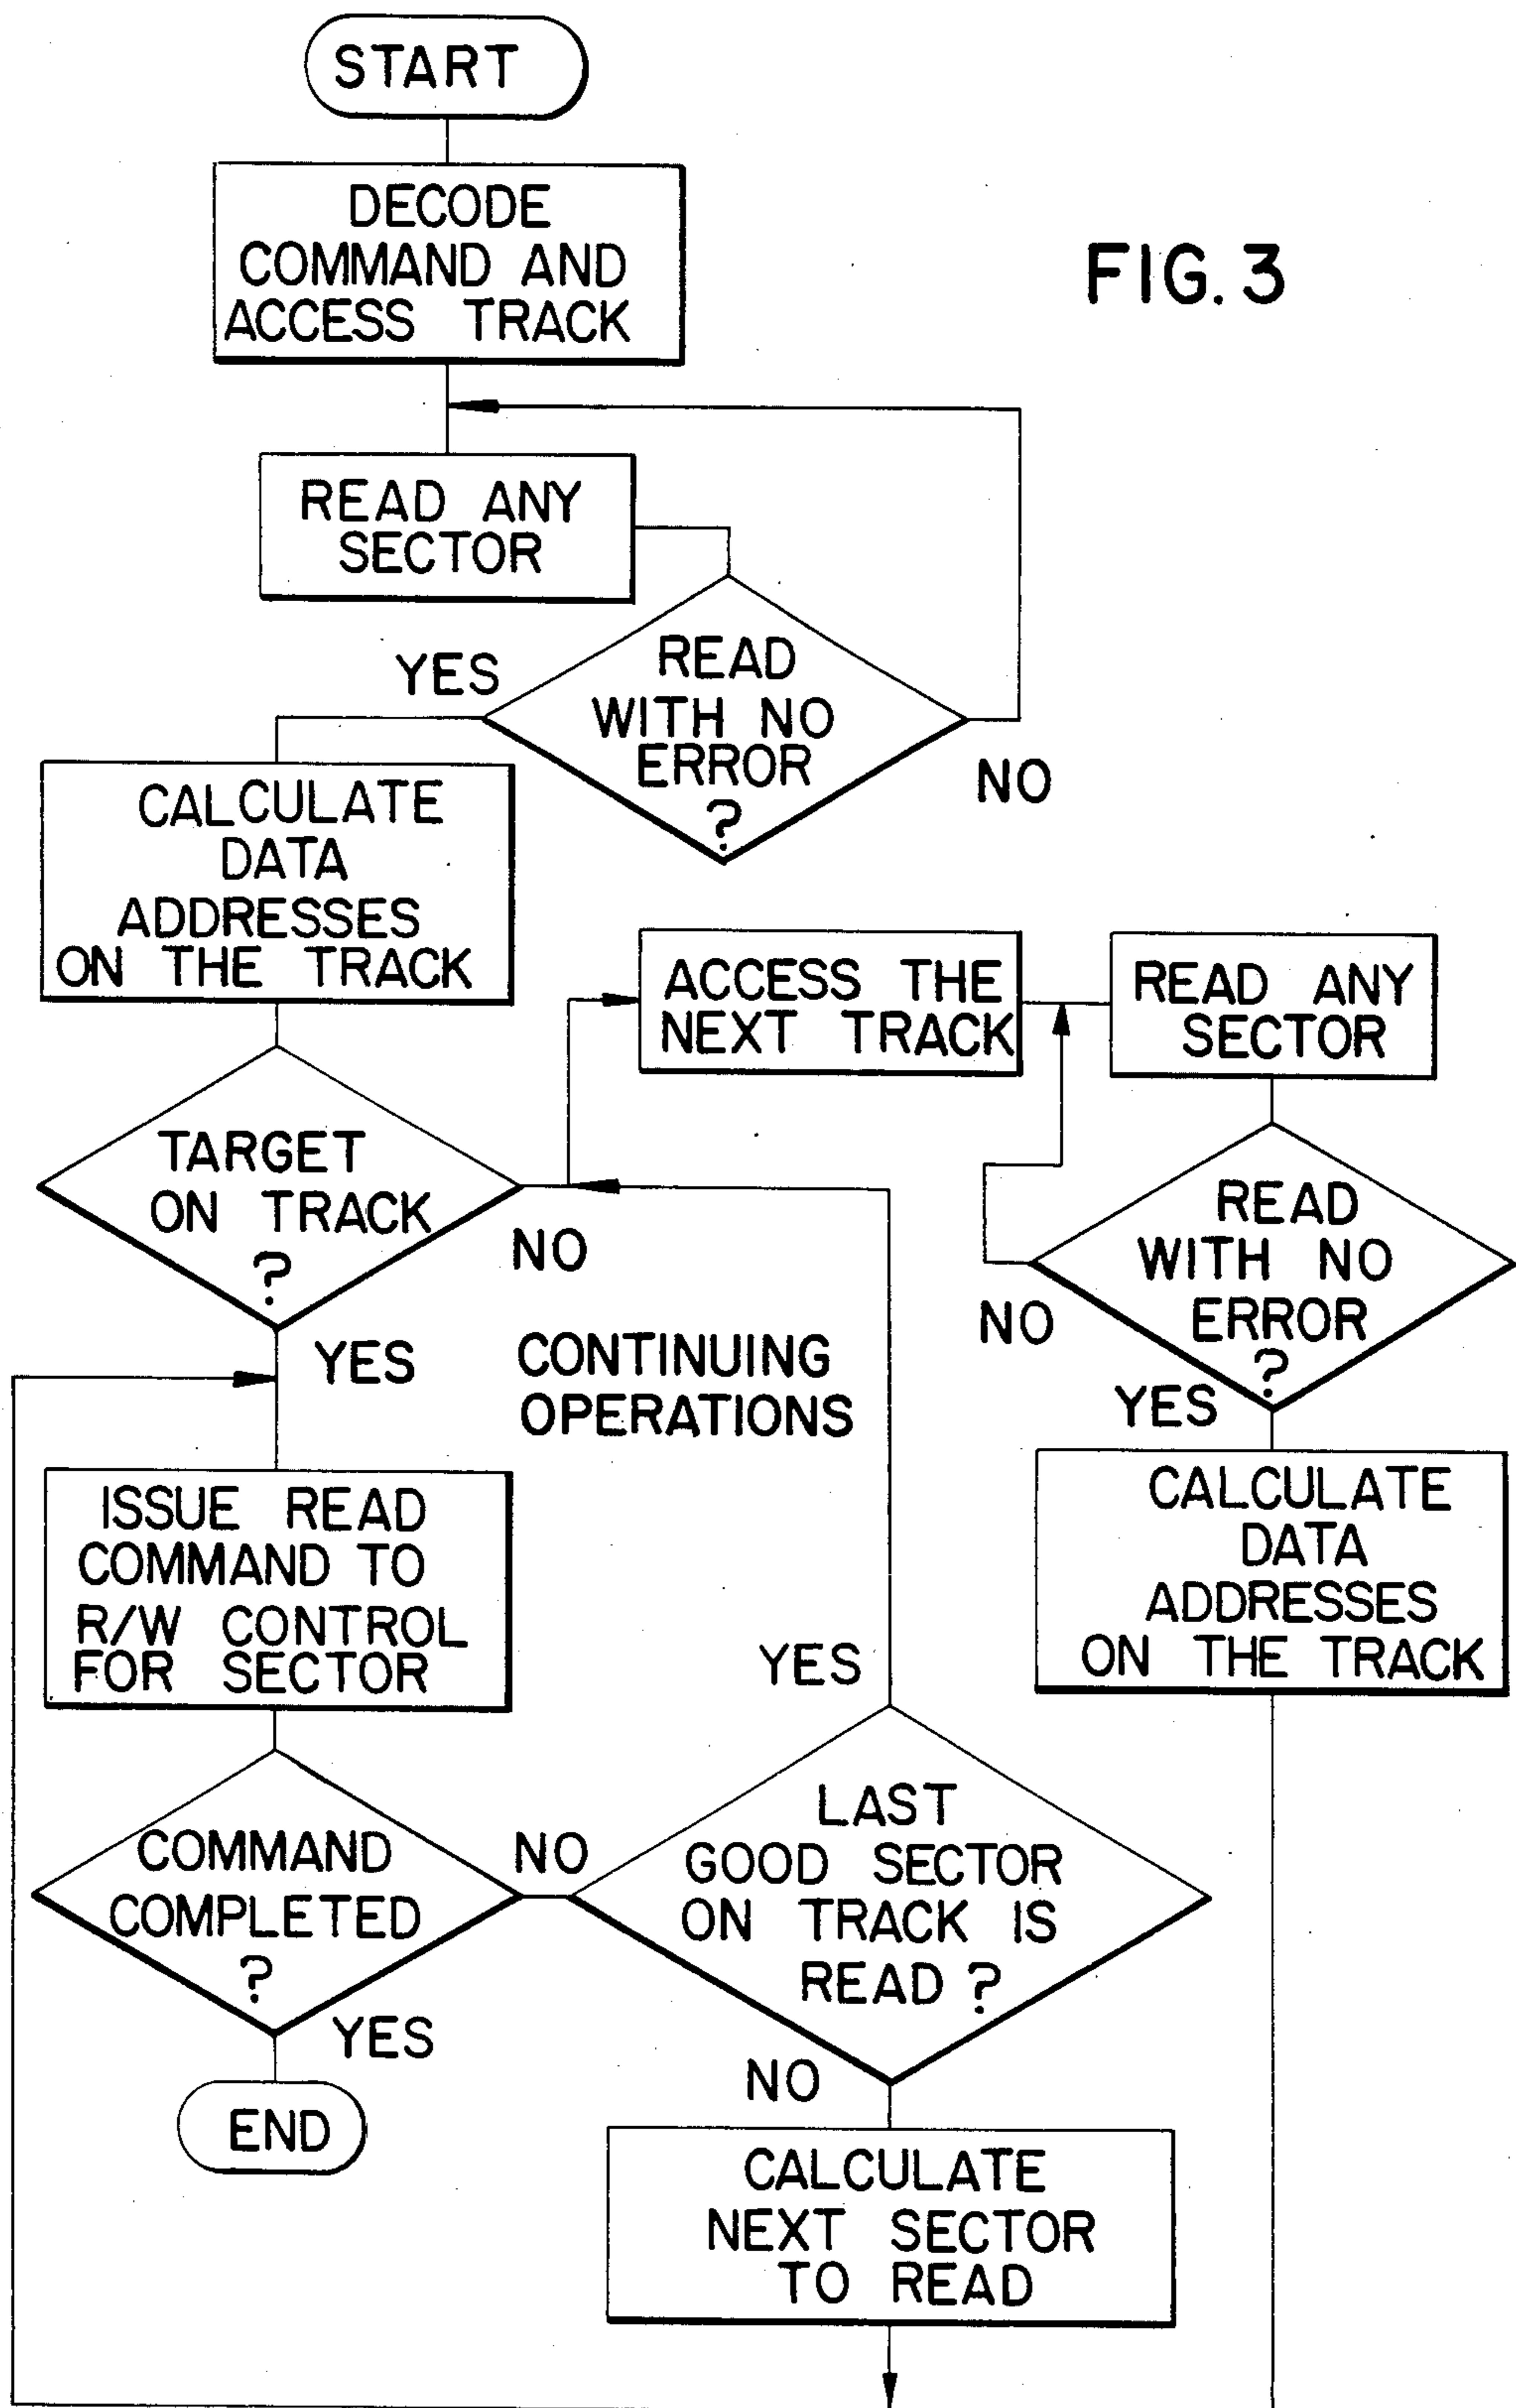 START
DECODE
COMMAND AND
ACCESS TRACK
FIG. 3
READ ANY
SECTOR
YES
READ
WITH NO
ERROR
?
NO
CALCULATE
DATA
ADDRESSES
ON THE TRACK
ACCESS THE
NEXT TRACK
READ ANY
SECTOR
TARGET
ON TRACK
?
NO
YES
READ
WITH NO
ERROR
?
NO
YES
CONTINUING
OPERATIONS
ISSUE READ
COMMAND TO
R/W CONTROL
FOR SECTOR
CALCULATE
DATA
ADDRESSES
ON THE TRACK
YES
COMMAND
COMPLETED
?
NO
LAST
GOOD SECTOR
ON TRACK IS
READ ?
YES
NO
END
CALCULATE
NEXT SECTOR
TO READ